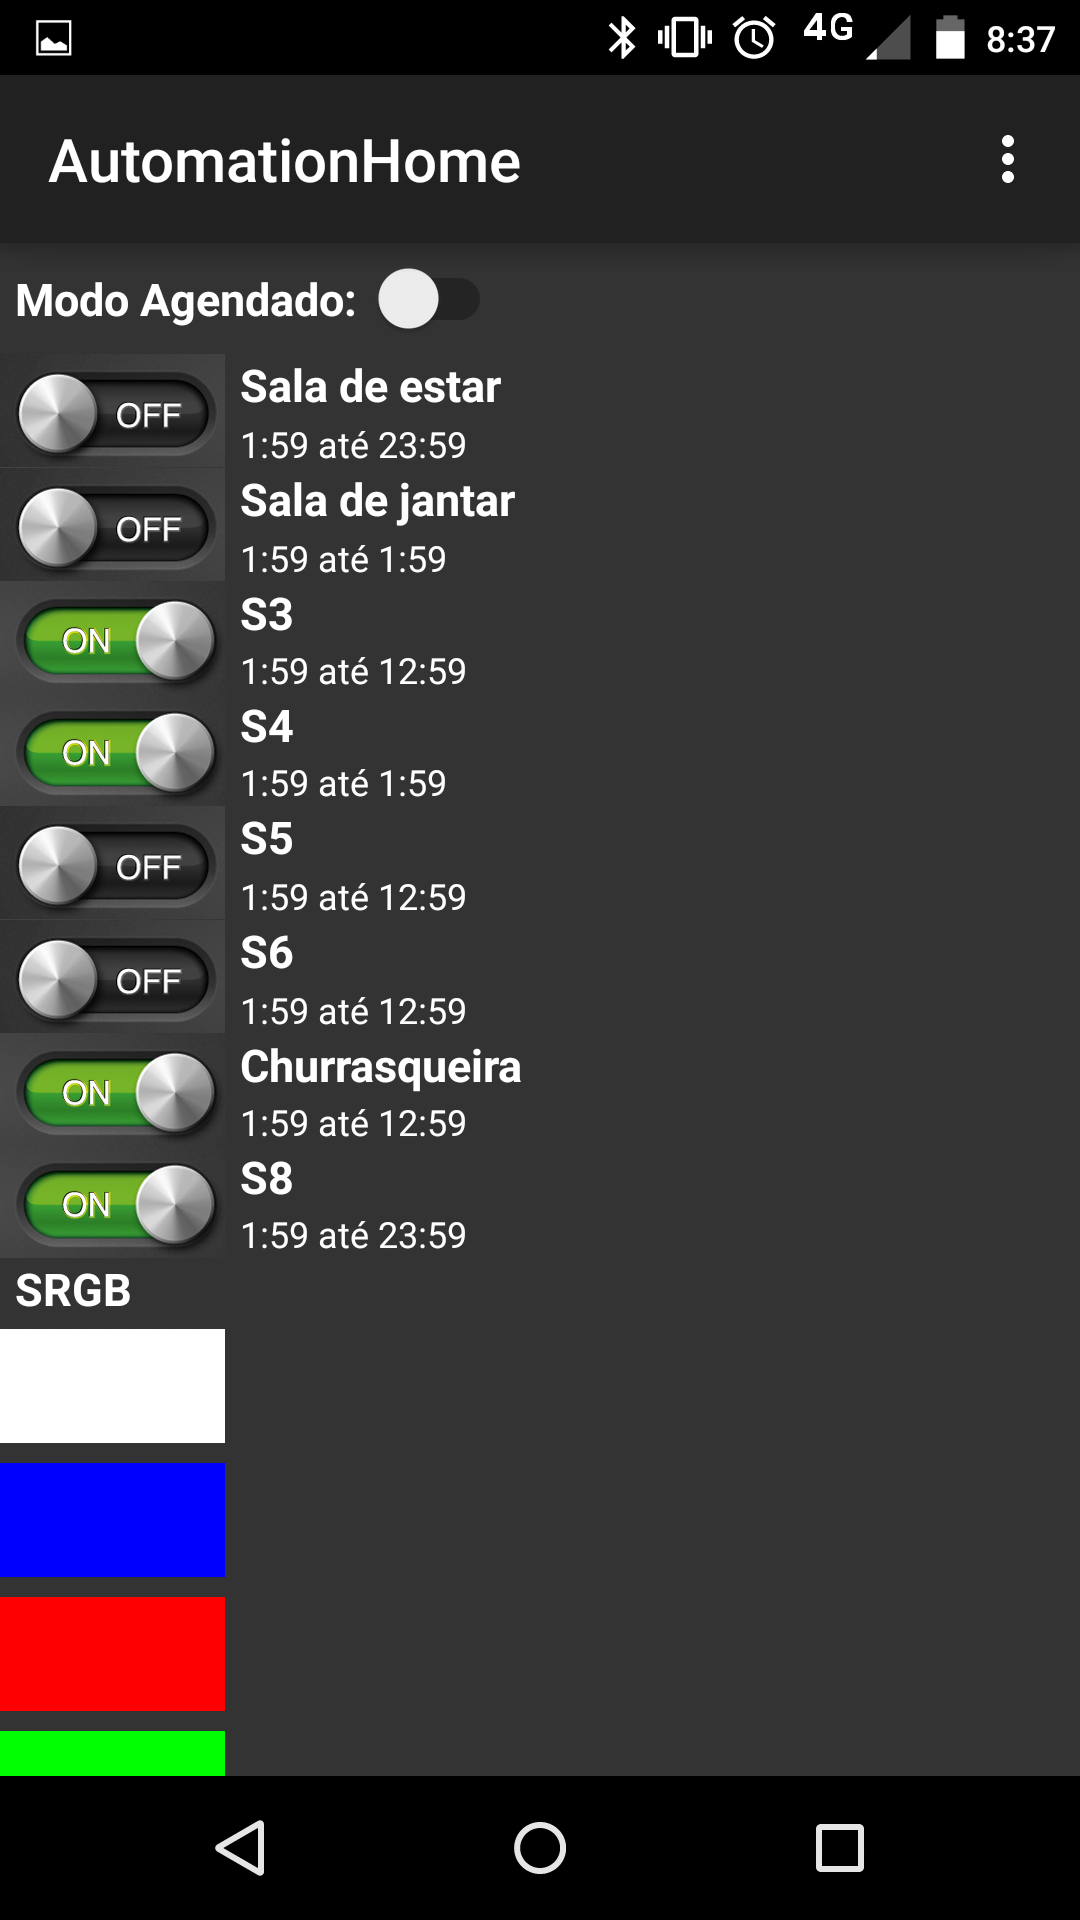 4G 8:37
AutomationHome
Modo Agendado:
OFF Sala de estar
1:59 até 23:59
OFF Sala de jantar
1:59 até 1:59
ON S3
1:59 até 12:59
ON S4
1:59 até 1:59
OFF S5
1:59 até 12:59
OFF S6
1:59 até 12:59
ON Churrasqueira
1:59 até 12:59
ON S8
1:59 até 23:59
SRGB